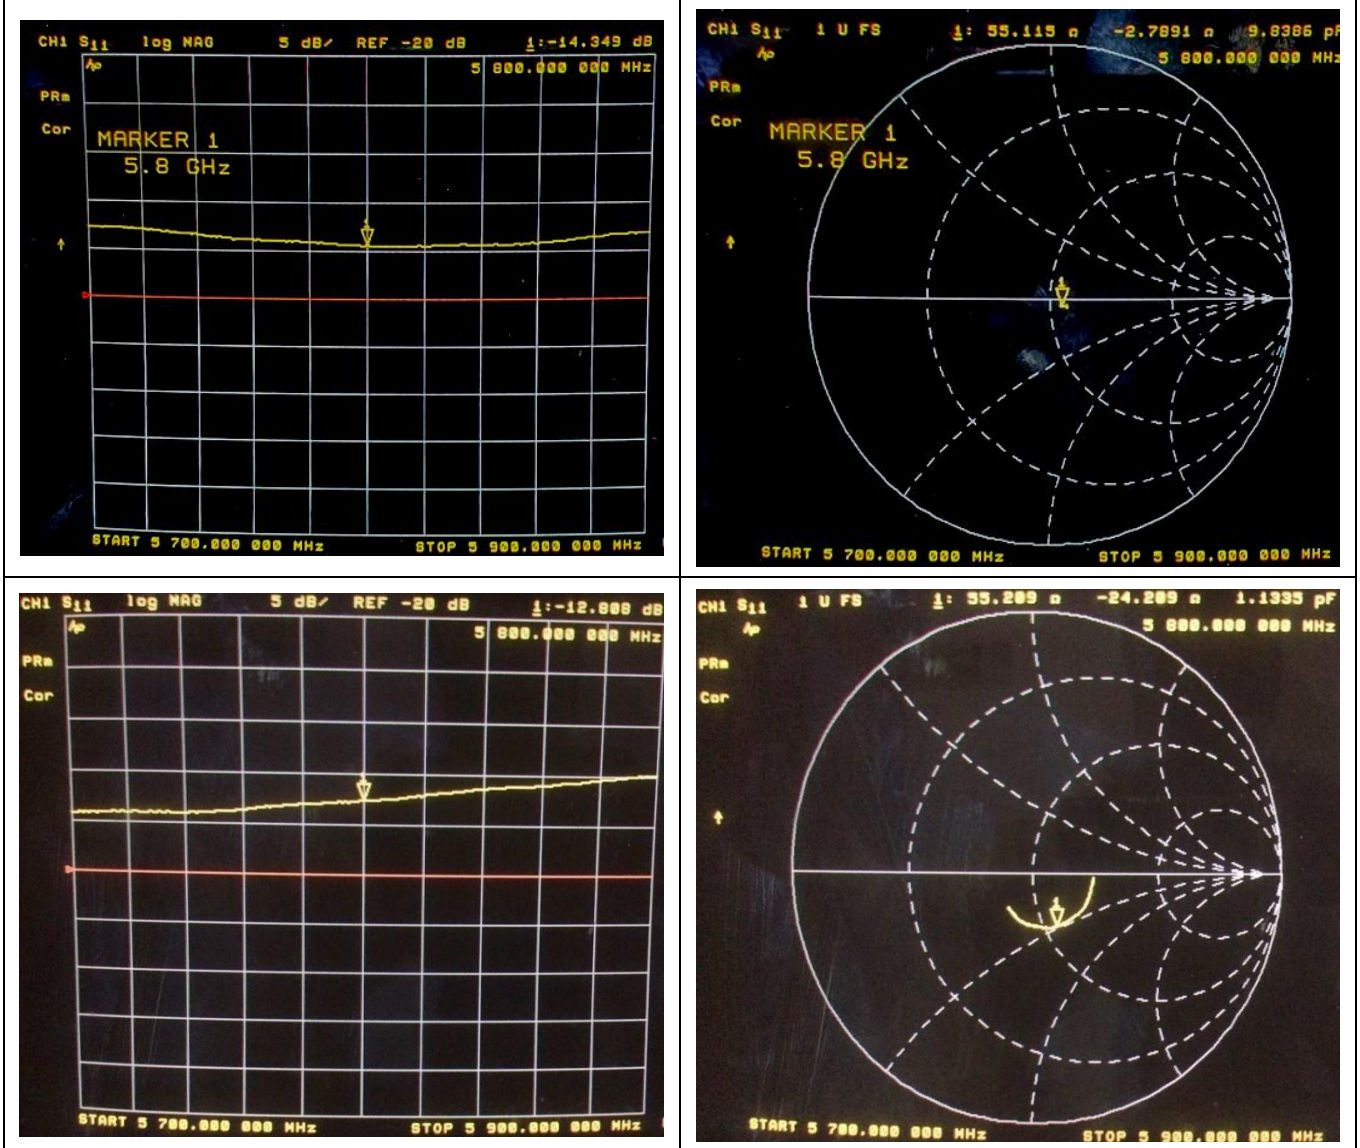 CH1 S11 log MAG 5 dB/ REF -20 dB 1:-14.349 dB
5 800.000 000 MHz
PRm
Cor
MARKER 1
5.8 GHz
1
START 5 700.000 000 MHz STOP 5 900.000 000 MHz
CH1 S11 1 U FS 1: 55.115 Ω -2.7891 Ω 9.8386 pF
5 800.000 000 MHz
PRm
Cor
MARKER 1
5.8 GHz
1
START 5 700.000 000 MHz STOP 5 900.000 000 MHz
CH1 S11 log MAG 5 dB/ REF -20 dB 1:-12.808 dB
5 800.000 000 MHz
PRm
Cor
1
START 5 700.000 000 MHz STOP 5 900.000 000 MHz
CH1 S11 1 U FS 1: 55.209 Ω -24.209 Ω 1.1335 pF
5 800.000 000 MHz
PRm
Cor
1
START 5 700.000 000 MHz STOP 5 900.000 000 MHz